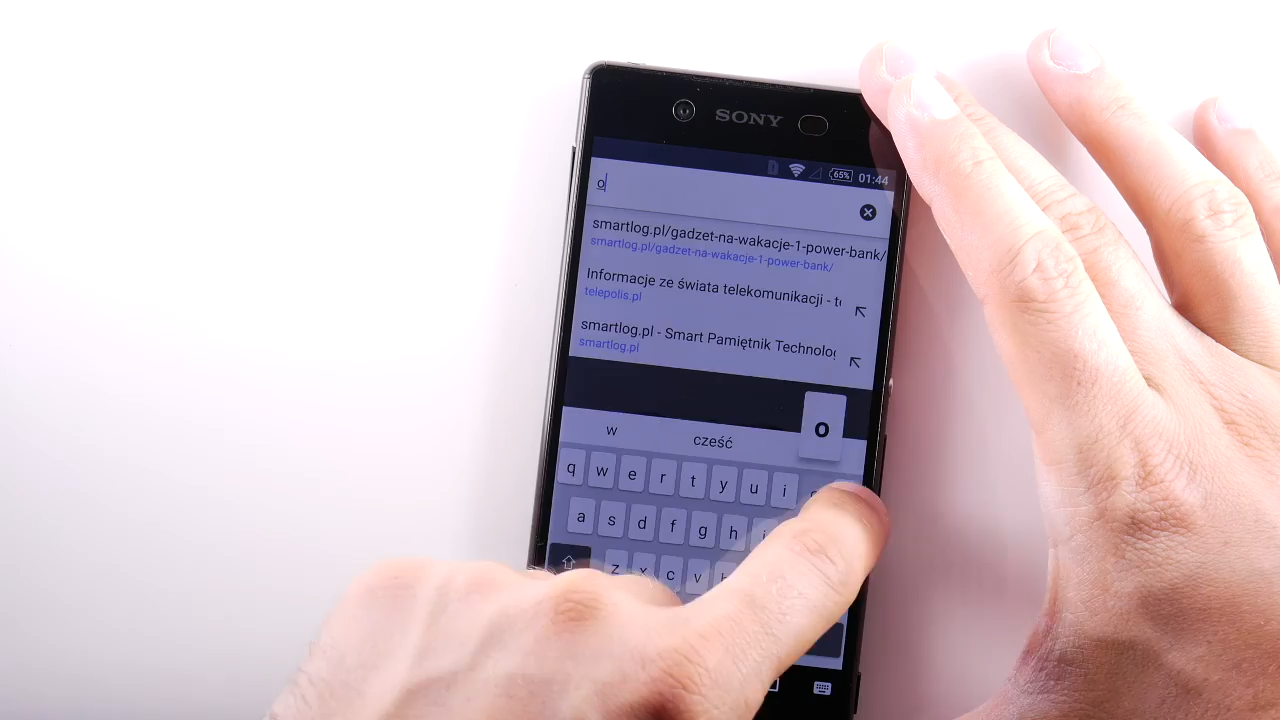 SONY
65% 01:44
o
smartlog.pl/gadzet-na-wakacje-1-power-bank/
smartlog.pl/gadzet-na-wakacje-1-power-bank/
Informacje ze świata telekomunikacji - te
telepolis.pl
smartlog.pl - Smart Pamiętnik Technolog
smartlog.pl
o
w cześć
q w e r t y u i
a s d f g h
z x c v